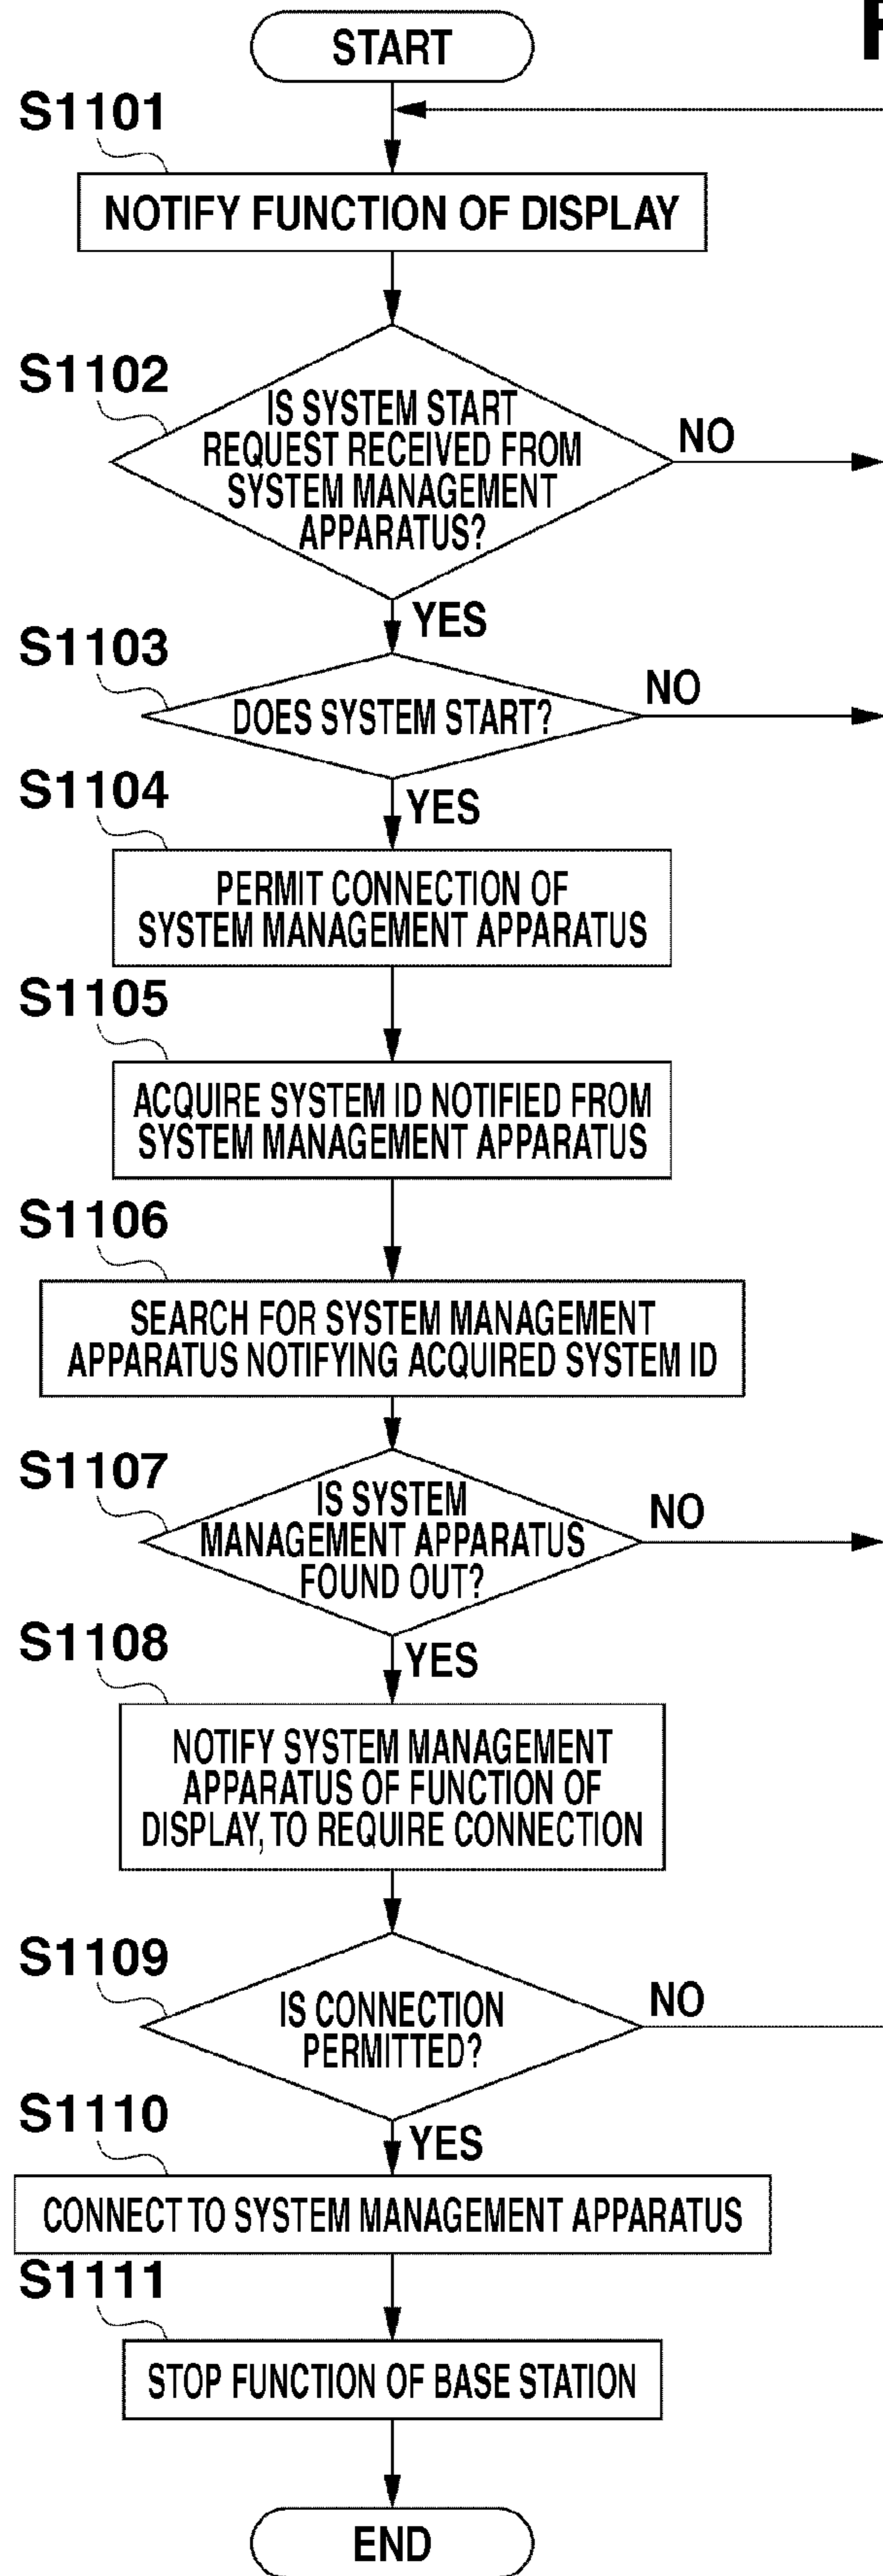 START
S1101
NOTIFY FUNCTION OF DISPLAY
S1102
IS SYSTEM START
REQUEST RECEIVED FROM
SYSTEM MANAGEMENT
APPARATUS?
NO
YES
S1103
DOES SYSTEM START?
NO
YES
S1104
PERMIT CONNECTION OF
SYSTEM MANAGEMENT APPARATUS
S1105
ACQUIRE SYSTEM ID NOTIFIED FROM
SYSTEM MANAGEMENT APPARATUS
S1106
SEARCH FOR SYSTEM MANAGEMENT
APPARATUS NOTIFYING ACQUIRED SYSTEM ID
S1107
IS SYSTEM
MANAGEMENT APPARATUS
FOUND OUT?
NO
YES
S1108
NOTIFY SYSTEM MANAGEMENT
APPARATUS OF FUNCTION OF
DISPLAY, TO REQUIRE CONNECTION
S1109
IS CONNECTION
PERMITTED?
NO
YES
S1110
CONNECT TO SYSTEM MANAGEMENT APPARATUS
S1111
STOP FUNCTION OF BASE STATION
END